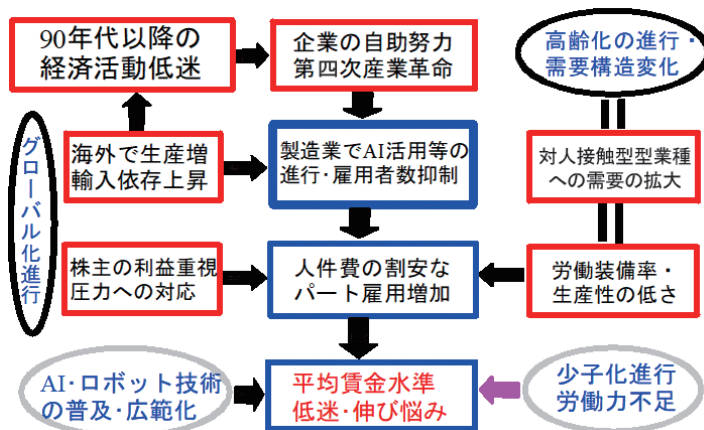 90年代以降の
経済活動低迷
企業の自助努力
第四次産業革命
高齢化の進行・
需要構造変化
グローバル化進行
海外で生産増
輸入依存上昇
製造業でAI活用等の
進行・雇用者数抑制
対人接触型型業種
への需要の拡大
株主の利益重視
圧力への対応
人件費の割安な
パート雇用増加
労働装備率・
生産性の低さ
AI・ロボット技術
の普及・広範化
平均賃金水準
低迷・伸び悩み
少子化進行
労働力不足